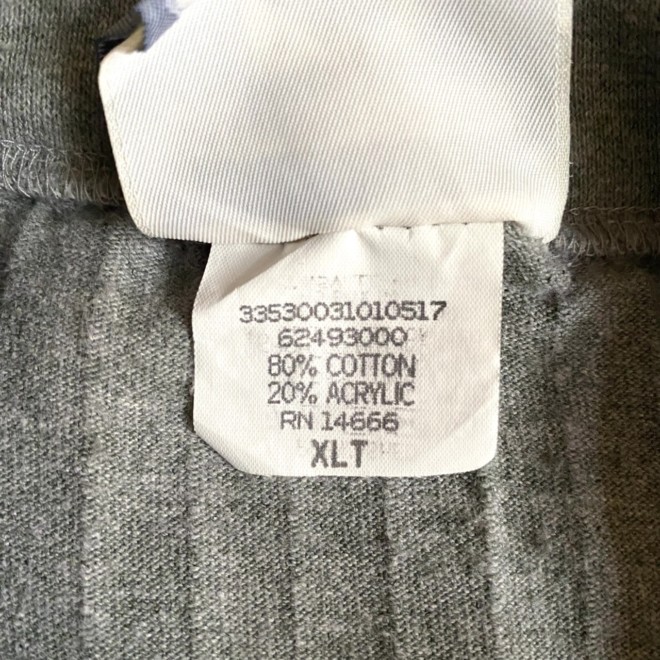 33530031010517
62493000
80% COTTON
20% ACRYLIC
RN 14666
XLT